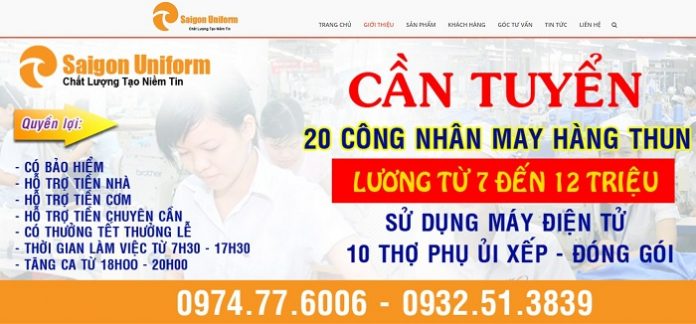 Saigon Uniform
Chất Lượng Tạo Niềm Tin
TRANG CHỦ GIỚI THIỆU SẢN PHẨM KHÁCH HÀNG GÓC TƯ VẤN TIN TỨC LIÊN HỆ
Saigon Uniform
Chất Lượng Tạo Niềm Tin
Quyền lợi:
- CÓ BẢO HIỂM
- HỖ TRỢ TIỀN NHÀ
- HỖ TRỢ TIỀN CƠM
- HỖ TRỢ TIỀN CHUYÊN CẦN
- CÓ THƯỞNG TẾT THƯỞNG LỄ
- THỜI GIAN LÀM VIỆC TỪ 7H30 - 17H30
- TĂNG CA TỪ 18H00 - 20H00
CẦN TUYỂN
20 CÔNG NHÂN MAY HÀNG THUN
LƯƠNG TỪ 7 ĐẾN 12 TRIỆU
SỬ DỤNG MÁY ĐIỆN TỬ
10 THỢ PHỤ ỦI XẾP - ĐÓNG GÓI
0974.77.6006 - 0932.51.3839